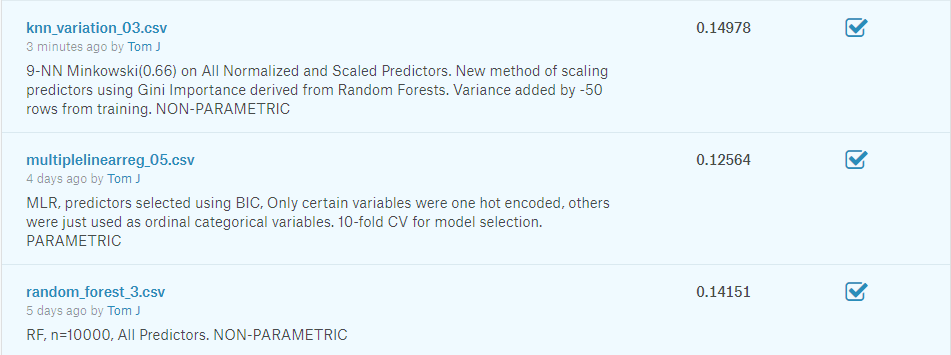 knn_variation_03.csv 0.14978
3 minutes ago by Tom J
9-NN Minkowski(0.66) on All Normalized and Scaled Predictors. New method of scaling
predictors using Gini Importance derived from Random Forests. Variance added by -50
rows from training. NON-PARAMETRIC
multiplelinearreg_05.csv 0.12564
4 days ago by Tom J
MLR, predictors selected using BIC, Only certain variables were one hot encoded, others
were just used as ordinal categorical variables. 10-fold CV for model selection.
PARAMETRIC
random_forest_3.csv 0.14151
5 days ago by Tom J
RF, n=10000, All Predictors. NON-PARAMETRIC